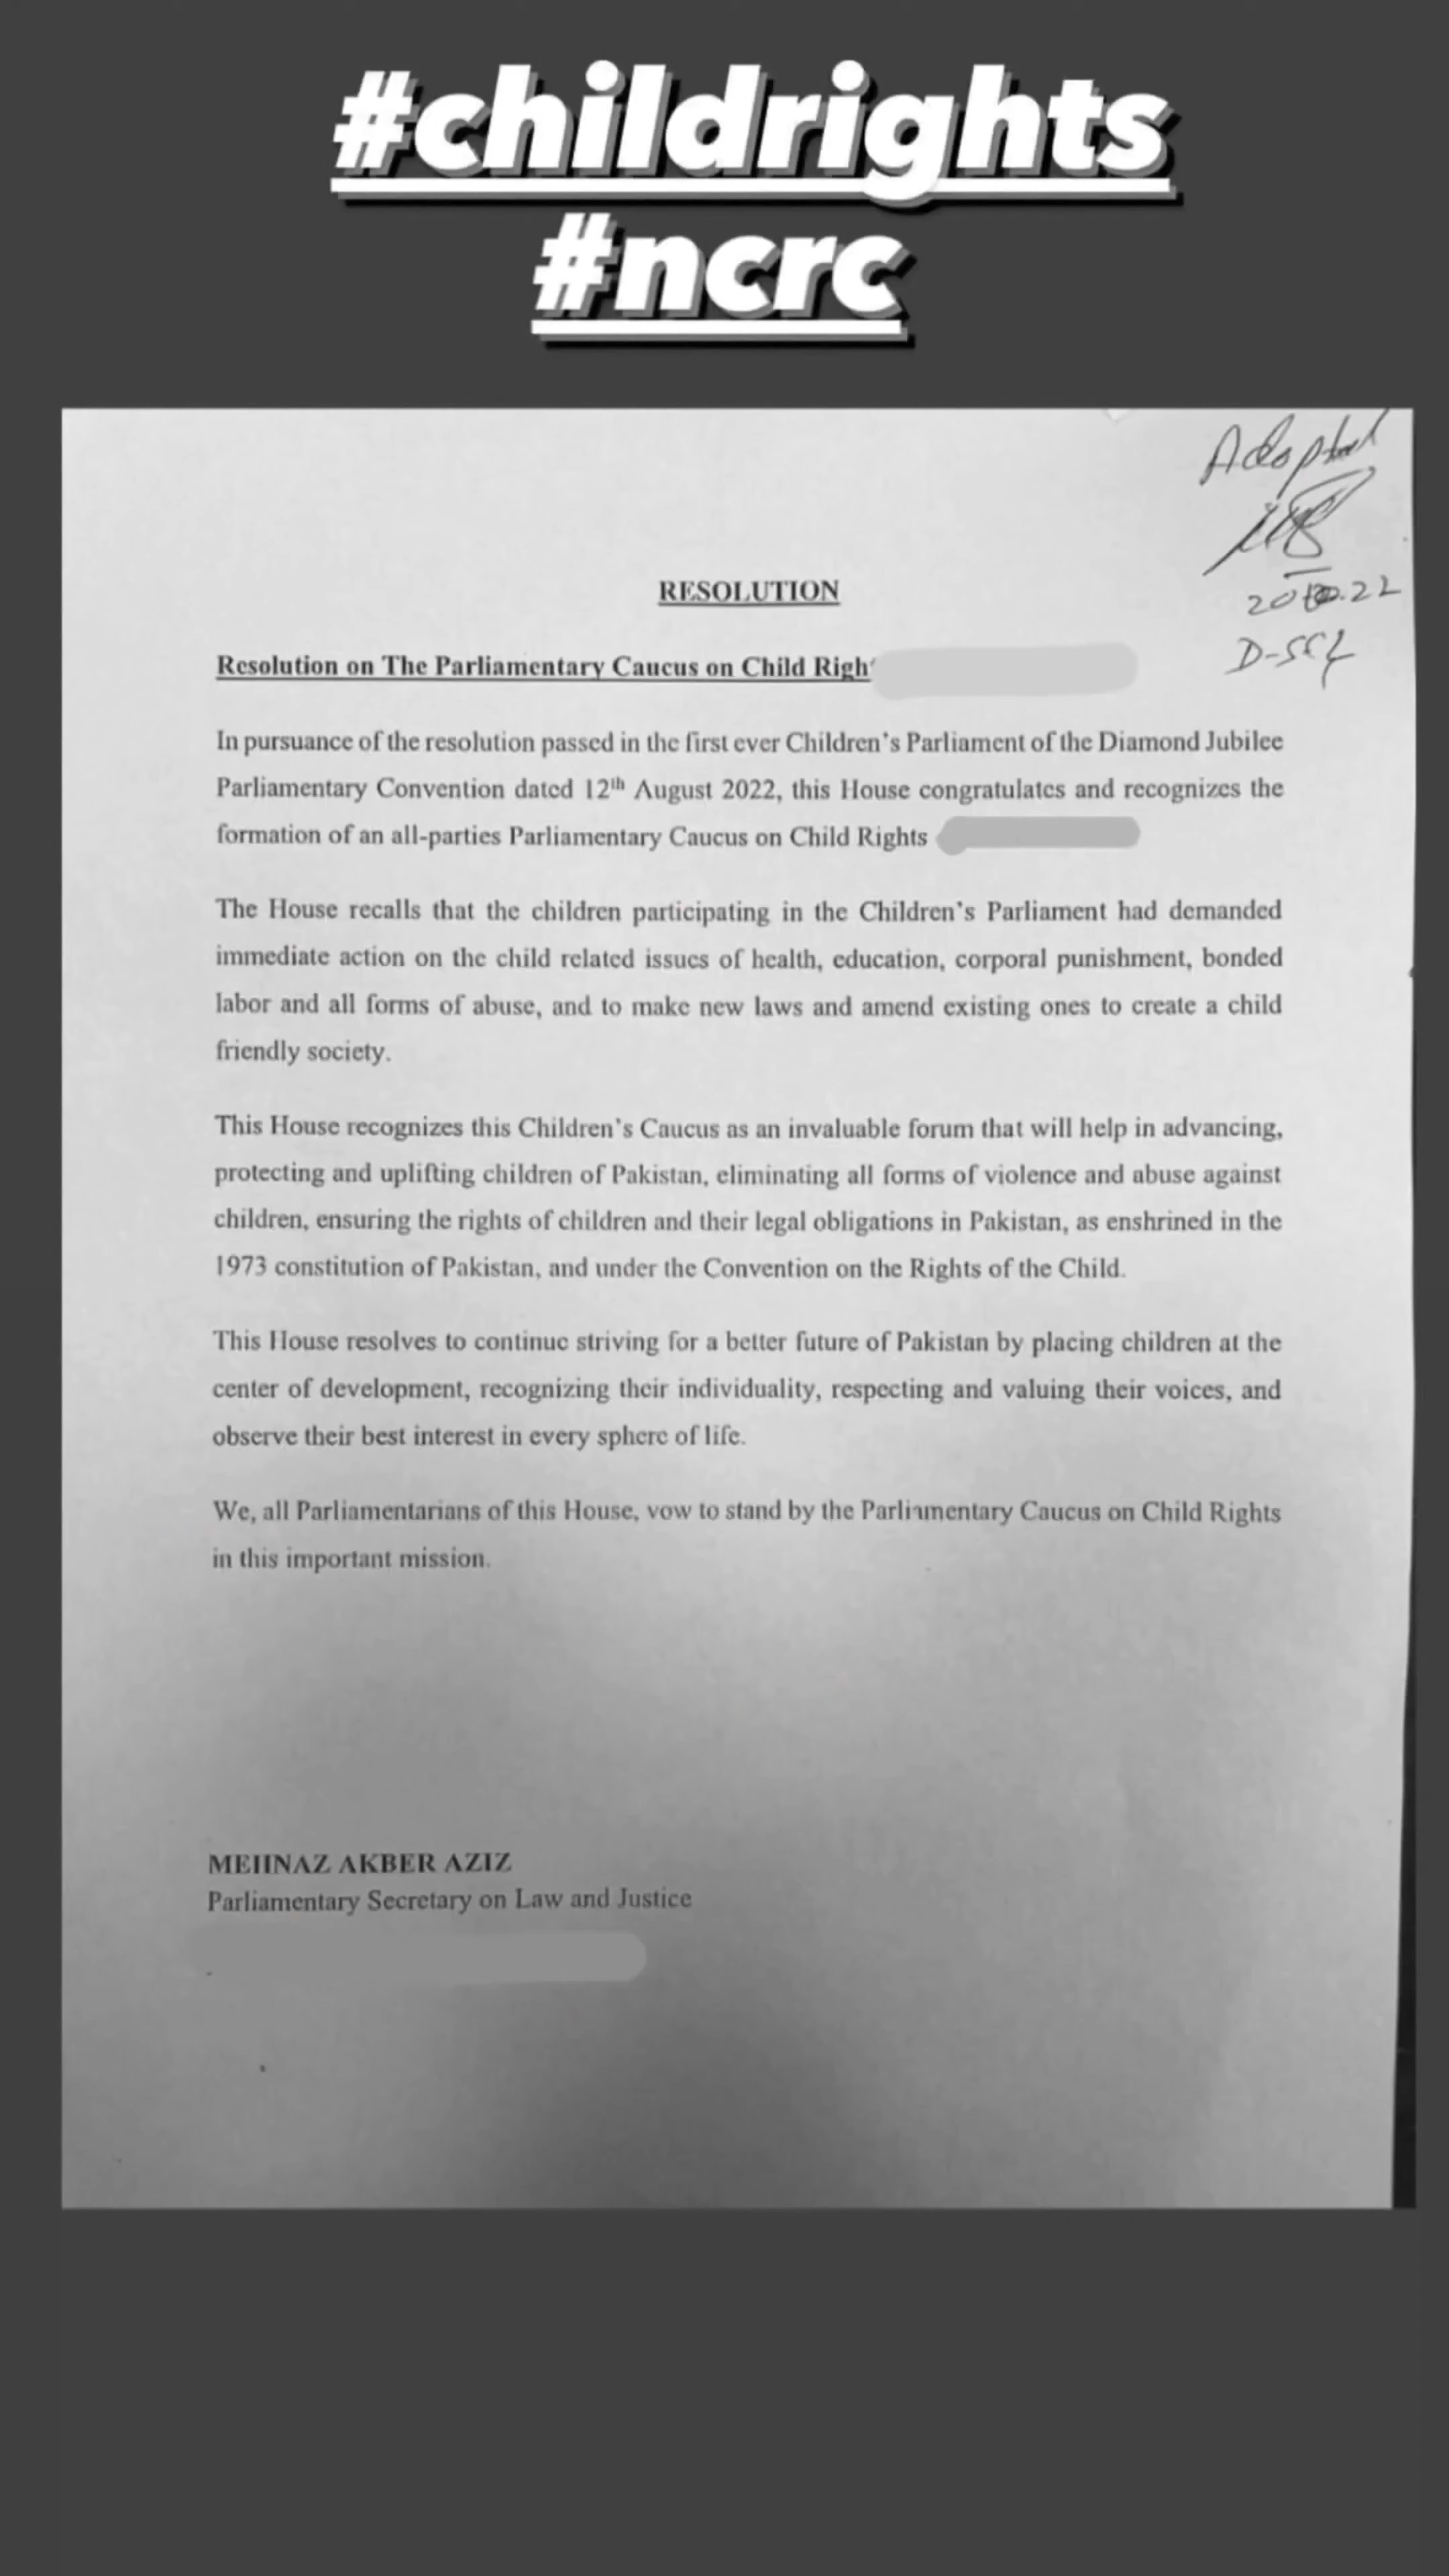 #childrights
#ncrc
Adopted
RESOLUTION
Resolution on The Parliamentary Caucus on Child Righ
In pursuance of the resolution passed in the first ever Children's Parliament of the Diamond Jubilee
Parliamentary Convention dated 12th August 2022, this House congratulates and recognizes the
formation of an all-parties Parliamentary Caucus on Child Rights
The House recalls that the children participating in the Children's Parliament had demanded
immediate action on the child related issues of health, education, corporal punishment, bonded
labor and all forms of abuse, and to make new laws and amend existing ones to create a child
friendly society.
This House recognizes this Children's Caucus as an invaluable forum that will help in advancing,
protecting and uplifting children of Pakistan, eliminating all forms of violence and abuse against
children, ensuring the rights of children and their legal obligations in Pakistan, as enshrined in the
1973 constitution of Pakistan, and under the Convention on the Rights of the Child.
This House resolves to continue striving for a better future of Pakistan by placing children at the
center of development, recognizing their individuality, respecting and valuing their voices, and
observe their best interest in every sphere of life.
We, all Parliamentarians of this House, vow to stand by the Parliamentary Caucus on Child Rights
in this important mission.
MEHNAZ AKBER AZIZ
Parliamentary Secretary on Law and Justice